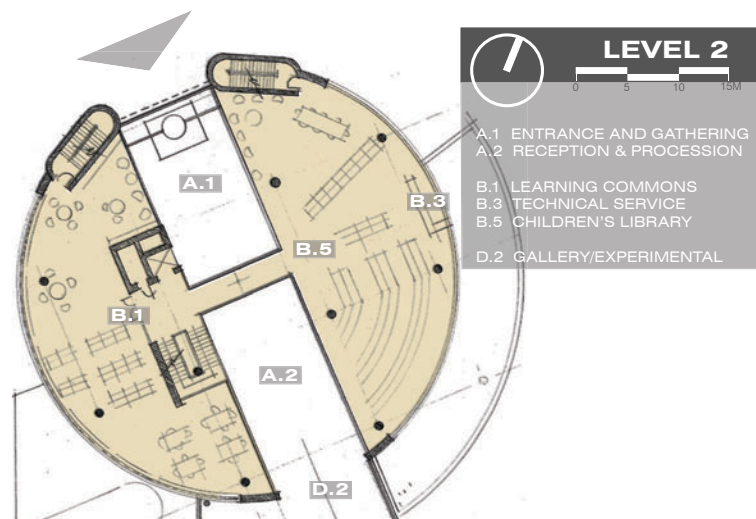 LEVEL 2
0 5 10 15M
A.1 ENTRANCE AND GATHERING
A.2 RECEPTION & PROCESSION
B.1 LEARNING COMMONS
B.3 TECHNICAL SERVICE
B.5 CHILDREN'S LIBRARY
D.2 GALLERY/EXPERIMENTAL
A.1
B.3
B.5
B.1
A.2
D.2